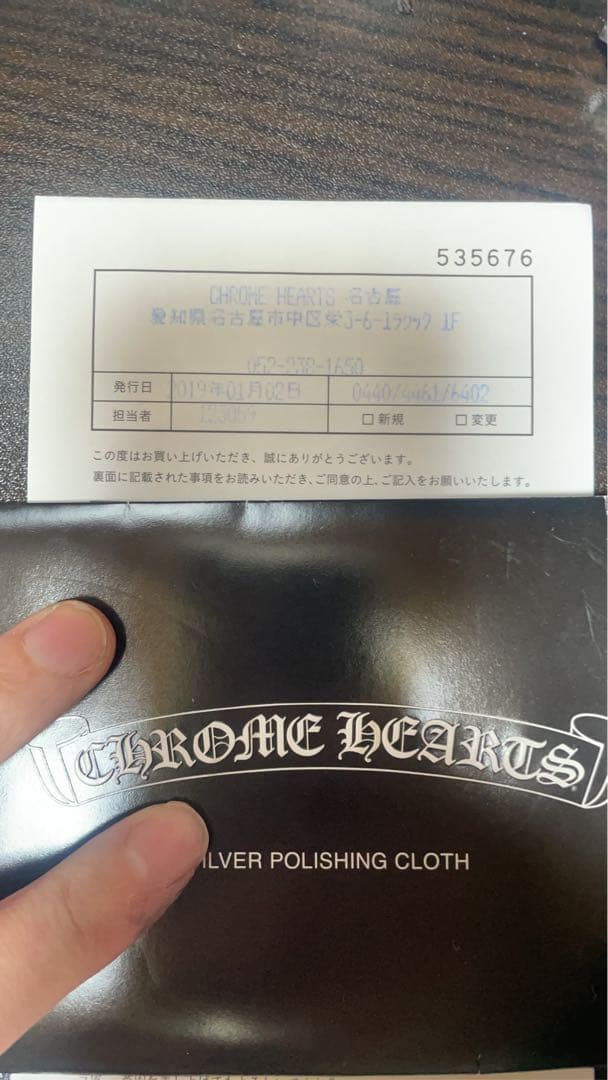 535676
CHROME HEARTS 名古屋
愛知県名古屋市中区栄3-6-1ラシック 1F
052-238-1650
発行日 2019年01月02日 0440/4461/6402
担当者 ☐ 新規 ☐ 変更
この度はお買い上げいただき、誠にありがとうございます。
裏面に記載された事項をお読みいただき、ご同意の上、ご記入をお願いいたします。
CHROME HEARTS
ILVER POLISHING CLOTH